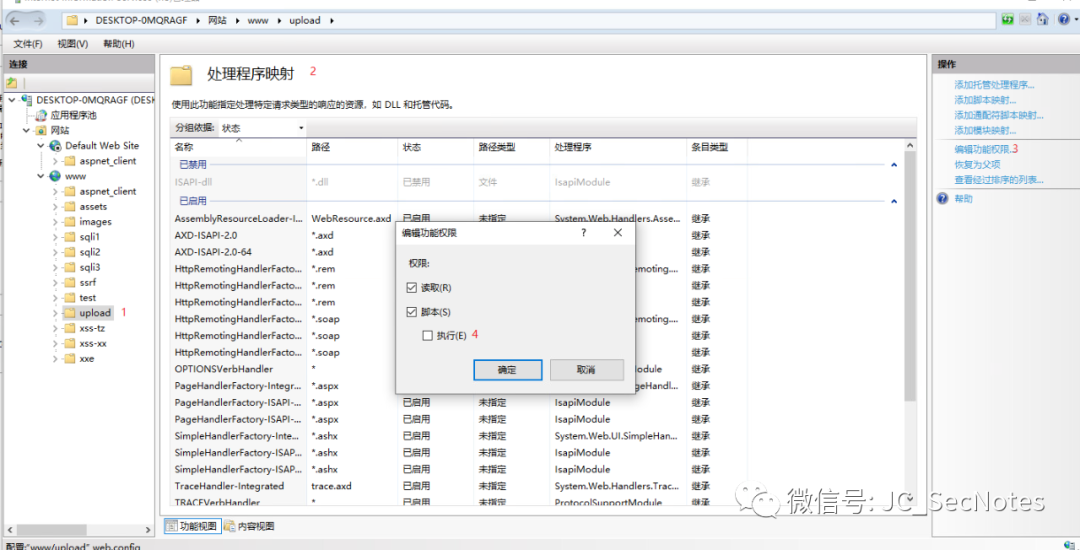 DESKTOP-0MQRAGF ▸ 网站 ▸ www ▸ upload ▸
文件(F) 视图(V) 帮助(H)
连接
DESKTOP-0MQRAGF (DESK
应用程序池
网站
Default Web Site
aspnet_client
www
aspnet_client
assets
images
sqli1
sqli2
sqli3
ssrf
test
upload 1
xss-tz
xss-xx
xxe
处理程序映射 2
使用此功能指定处理特定请求类型的响应的资源，如 DLL 和托管代码。
分组依据: 状态
名称 路径 状态 路径类型 处理程序 条目类型
已禁用
ISAPI-dll *.dll 已禁用 文件 IsapiModule 继承
已启用
AssemblyResourceLoader-I... WebResource.axd 已启用 未指定 System.Web.Handlers.Asse... 继承
AXD-ISAPI-2.0 *.axd 继承
AXD-ISAPI-2.0-64 *.axd 继承
HttpRemotingHandlerFacto... *.rem emoting.... 继承
HttpRemotingHandlerFacto... *.rem 继承
HttpRemotingHandlerFacto... *.rem 继承
HttpRemotingHandlerFacto... *.soap emoting.... 继承
HttpRemotingHandlerFacto... *.soap 继承
HttpRemotingHandlerFacto... *.soap 继承
OPTIONSVerbHandler * Module 继承
PageHandlerFactory-Integr... *.aspx geHandl... 继承
PageHandlerFactory-ISAPI-... *.aspx 已启用 未指定 IsapiModule 继承
PageHandlerFactory-ISAPI-... *.aspx 已启用 未指定 IsapiModule 继承
SimpleHandlerFactory-Inte... *.ashx 已启用 未指定 System.Web.UI.SimpleHan... 继承
SimpleHandlerFactory-ISAP... *.ashx 已启用 未指定 IsapiModule 继承
SimpleHandlerFactory-ISAP... *.ashx 已启用 未指定 IsapiModule 继承
TraceHandler-Integrated trace.axd 已启用 未指定 System.Web.Handlers.Trac... 继承
TRACEVerbHandler * 已启用 未指定 ProtocolSupportModule 继承
编辑功能权限 ? ×
权限:
读取(R)
脚本(S)
执行(E) 4
确定 取消
功能视图 内容视图
操作
添加托管处理程序...
添加脚本映射...
添加通配符脚本映射...
添加模块映射...
编辑功能权限... 3
恢复为父项
查看经过排序的列表...
帮助
微信号: JC_SecNotes
配置:"www/upload" web.config